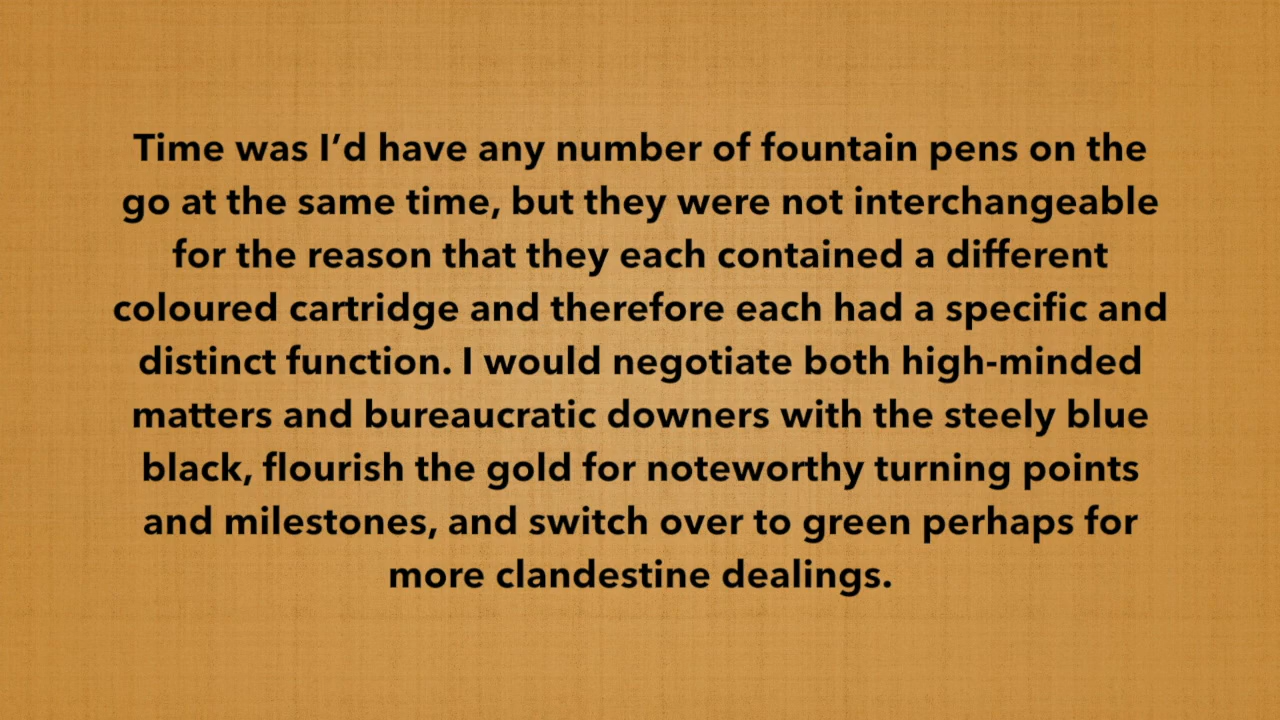 Time was I’d have any number of fountain pens on the
go at the same time, but they were not interchangeable
for the reason that they each contained a different
coloured cartridge and therefore each had a specific and
distinct function. I would negotiate both high-minded
matters and bureaucratic downers with the steely blue
black, flourish the gold for noteworthy turning points
and milestones, and switch over to green perhaps for
more clandestine dealings.